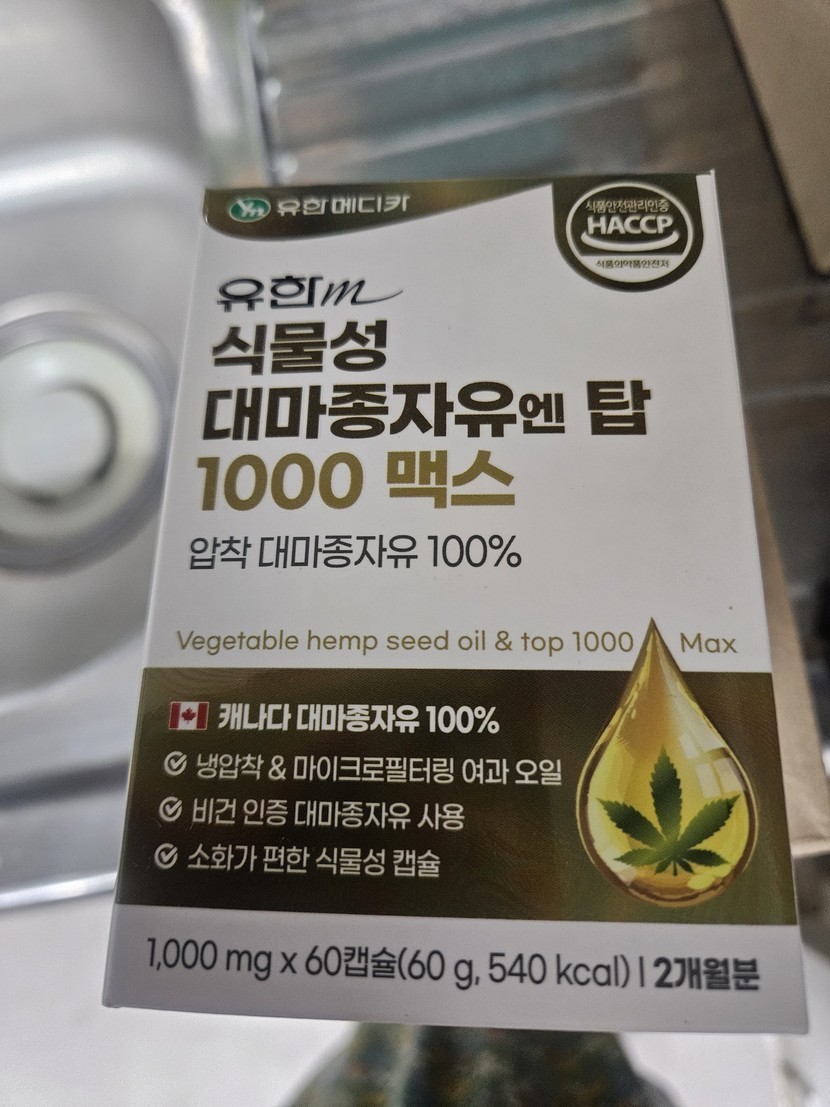 유한메디카
식품안전관리인증
HACCP
식품의약품안전처
유한m
식물성
대마종자유엔 탑
1000 맥스
압착 대마종자유 100%
Vegetable hemp seed oil & top 1000 Max
캐나다 대마종자유 100%
냉압착 & 마이크로필터링 여과 오일
비건 인증 대마종자유 사용
소화가 편한 식물성 캡슐
1,000 mg x 60캡슐(60 g, 540 kcal) | 2개월분